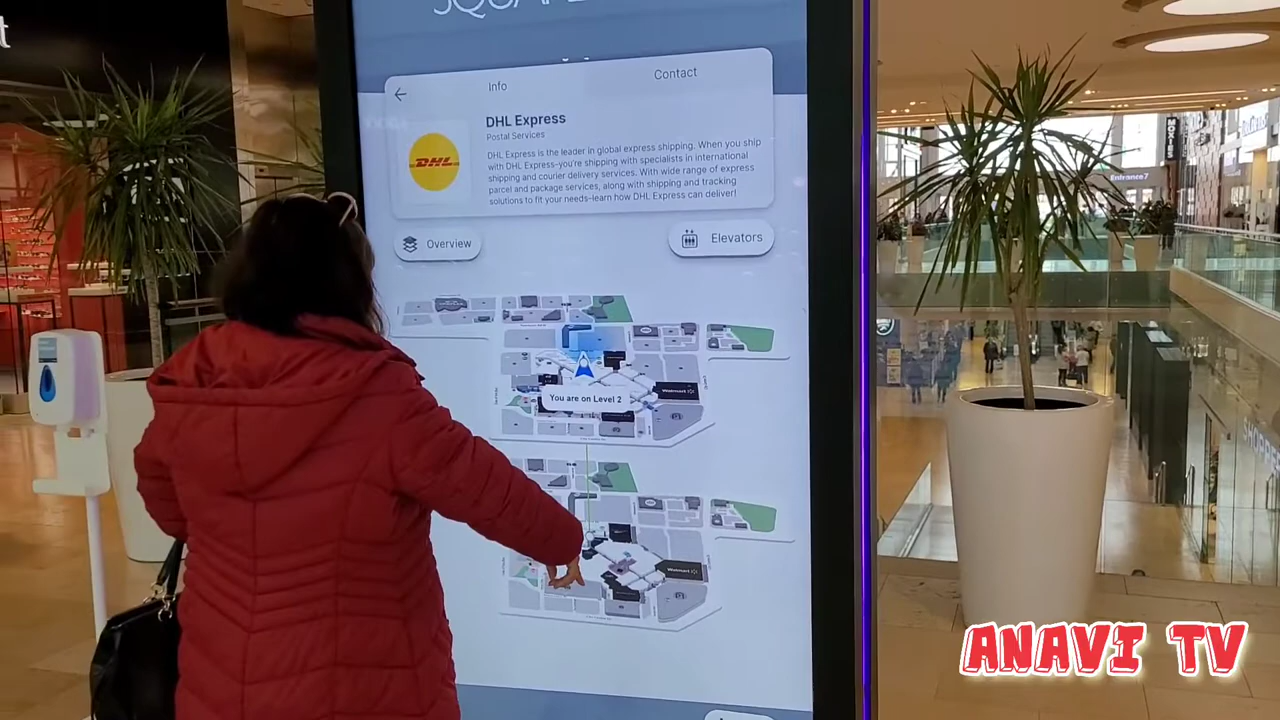 SQUARE
Info
Contact
DHL Express
Postal Services
DHL Express is the leader in global express shipping. When you ship
with DHL Express–you're shipping with specialists in international
shipping and courier delivery services. With wide range of express
parcel and package services, along with shipping and tracking
solutions to fit your needs–learn how DHL Express can deliver!
DHL
Overview
Elevators
Walmart
You are on Level 2
Walmart
MOXIES
Entrance7
ANAVI TV